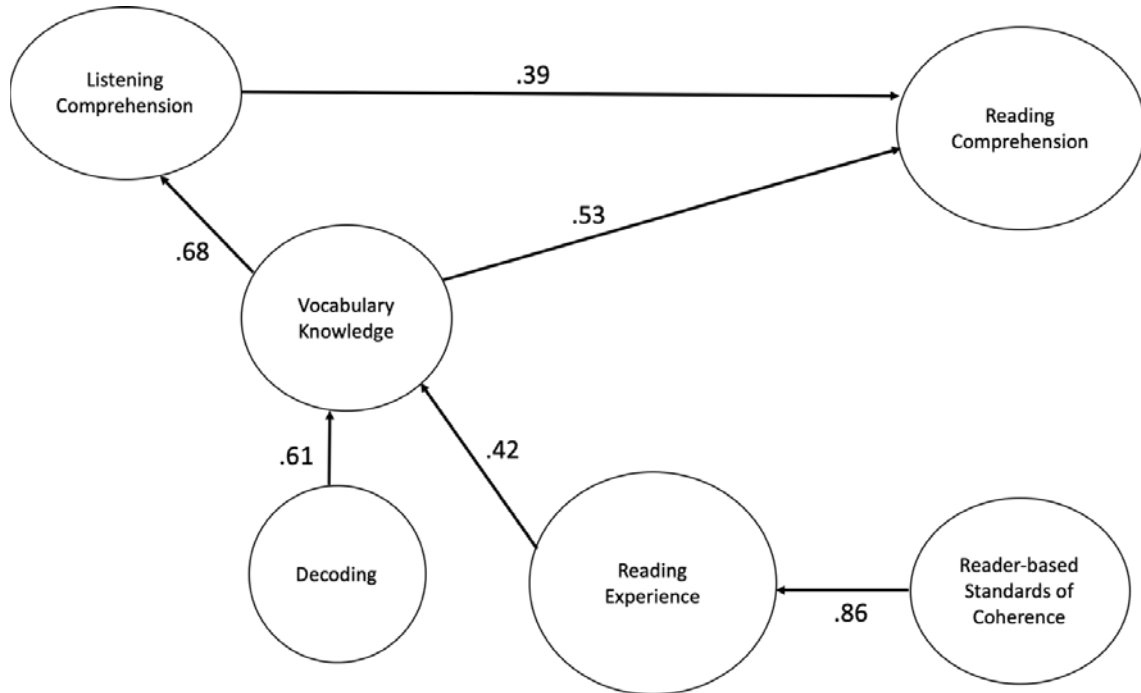 Listening
Comprehension
.39
Reading
Comprehension
.53
.68
Vocabulary
Knowledge
.42
.61
Decoding
Reading
Experience
Reader-based
Standards of
Coherence
.86